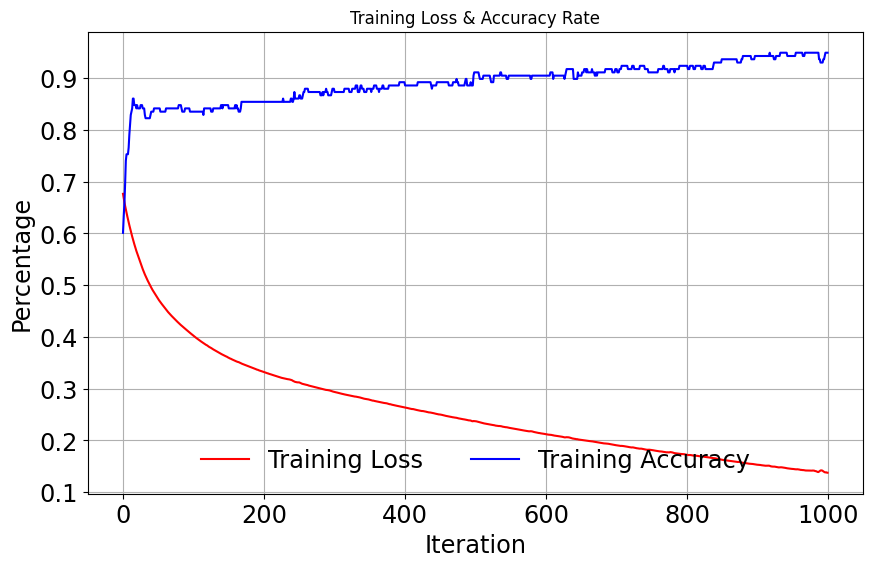 Training Loss & Accuracy Rate
Percentage
0.9
0.8
0.7
0.6
0.5
0.4
0.3
0.2
0.1
Training Loss
Training Accuracy
0 200 400 600 800 1000
Iteration